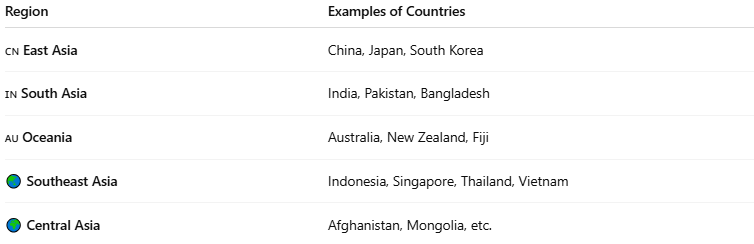 Region Examples of Countries
CN East Asia China, Japan, South Korea
IN South Asia India, Pakistan, Bangladesh
AU Oceania Australia, New Zealand, Fiji
Southeast Asia Indonesia, Singapore, Thailand, Vietnam
Central Asia Afghanistan, Mongolia, etc.